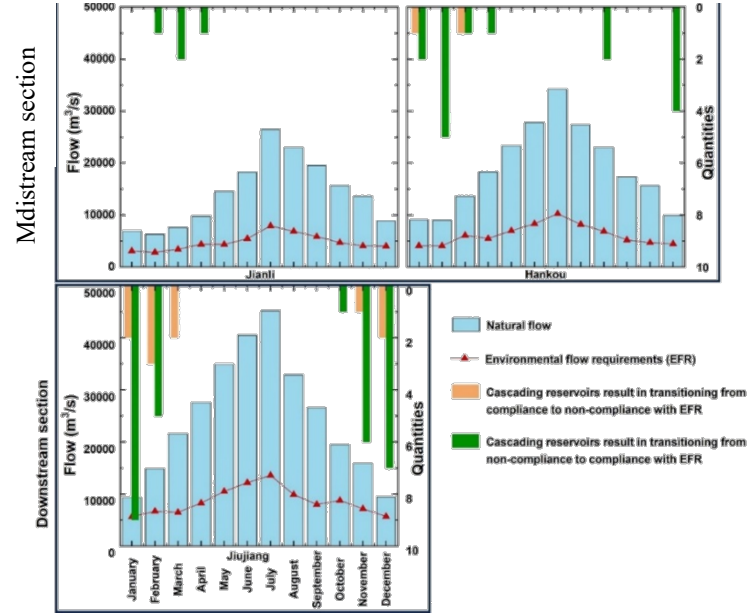 Mdistream section
Flow (m³/s)
50000
40000
30000
20000
10000
0
Jianli
Hankou
0
2
4
6
8
10
Quantities
Downstream section
Flow (m³/s)
50000
40000
30000
20000
10000
0
Jiujiang
0
2
4
6
8
10
Quantities
January
February
March
April
May
June
July
August
September
October
November
December
Natural flow
Environmental flow requirements (EFR)
Cascading reservoirs result in transitioning from
compliance to non-compliance with EFR
Cascading reservoirs result in transitioning from
non-compliance to compliance with EFR